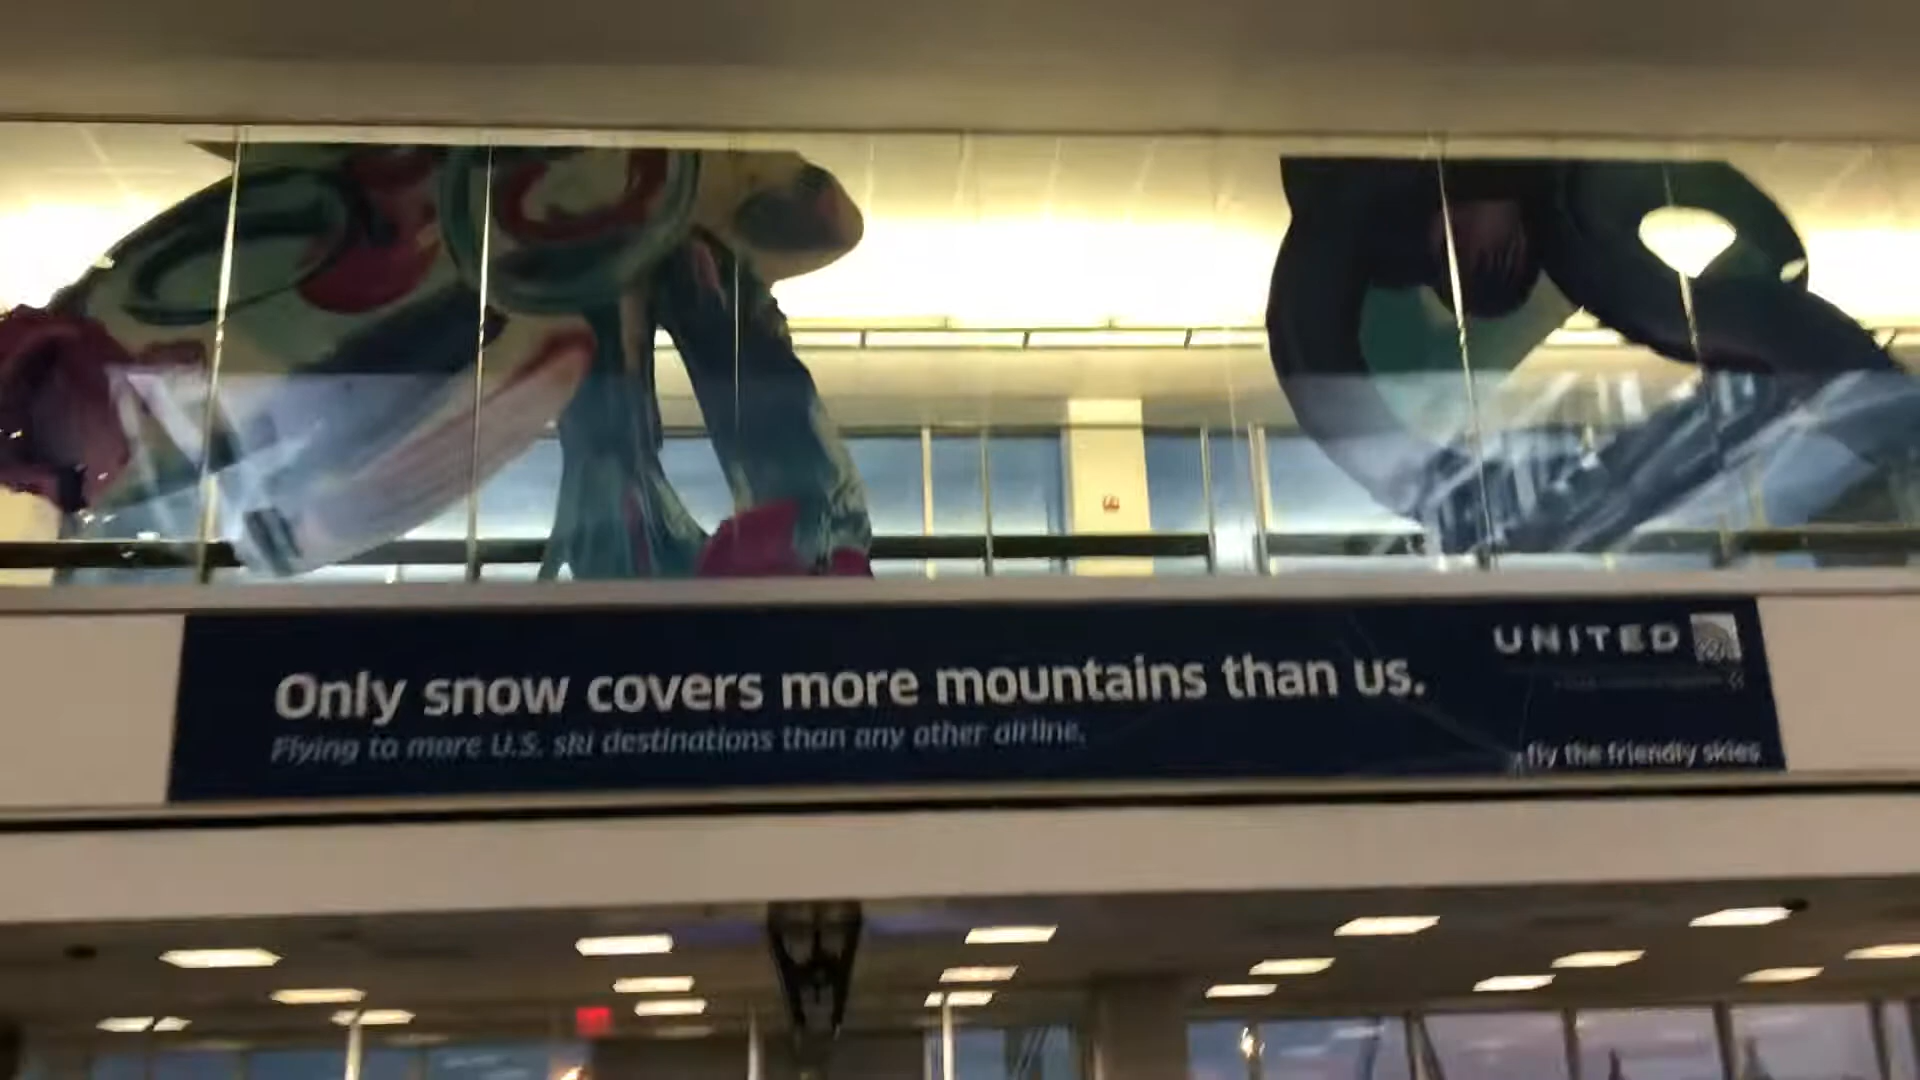 Only snow covers more mountains than us.
Flying to more U.S. ski destinations than any other airline.
UNITED
fly the friendly skies